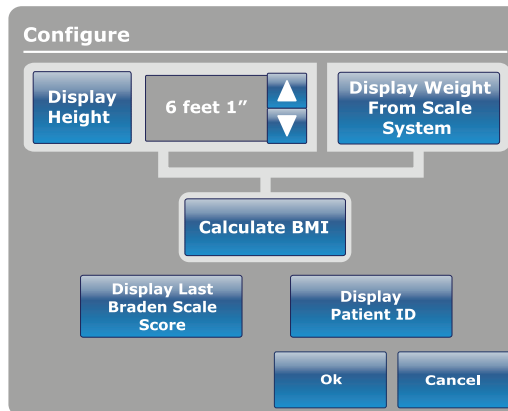 Configure
Display
Height
6 feet 1”
Display Weight
From Scale
System
Calculate BMI
Display Last
Braden Scale
Score
Display
Patient ID
Ok
Cancel